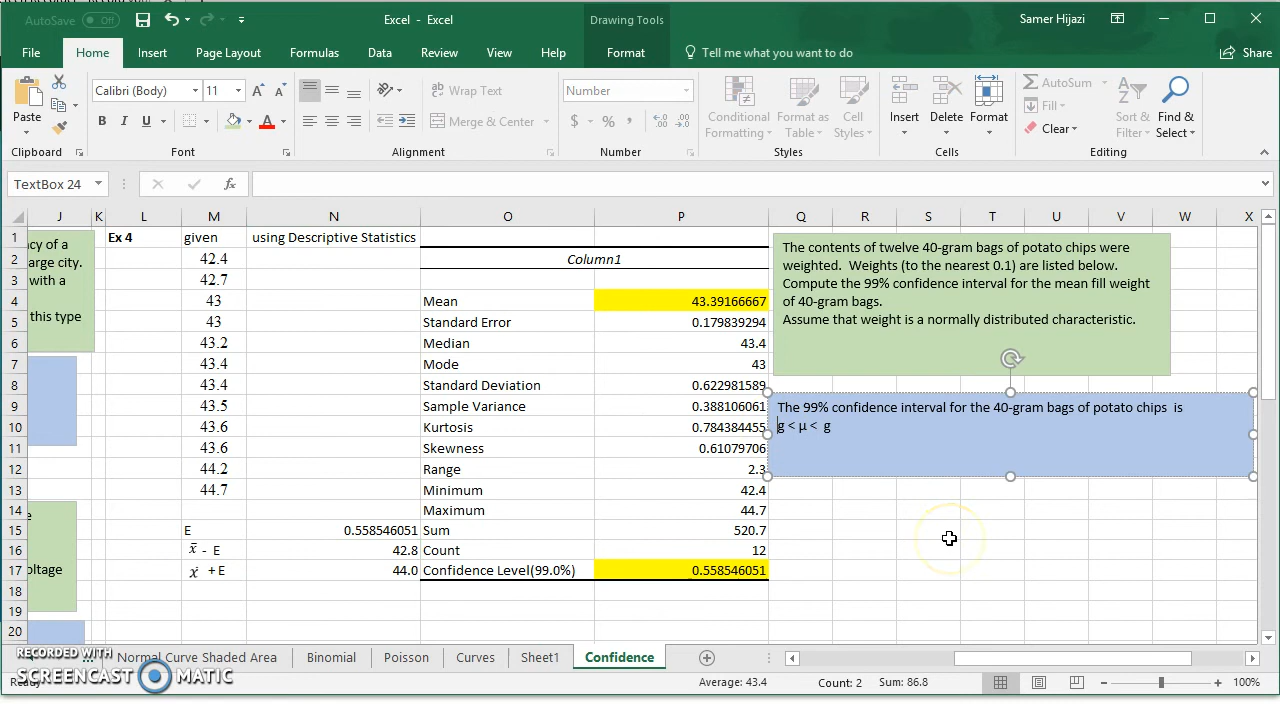 AutoSave Off Excel - Excel Drawing Tools Samer Hijazi
File Home Insert Page Layout Formulas Data Review View Help Format Tell me what you want to do Share
Calibri (Body) 11 A A Wrap Text Number AutoSum
Paste B I U A Merge & Center $ % , Conditional Formatting Format as Table Cell Styles Insert Delete Format Fill Clear Sort & Filter Find & Select
Clipboard Font Alignment Number Styles Cells Editing
TextBox 24 fx
J K L M N O P Q R S T U V W X
1 Ex 4 given using Descriptive Statistics
2 42.4 Column1
3 42.7
4 43 Mean 43.39166667
5 43 Standard Error 0.179839294
6 43.2 Median 43.4
7 43.4 Mode 43
8 43.4 Standard Deviation 0.622981589
9 43.5 Sample Variance 0.388106061
10 43.6 Kurtosis 0.784384455
11 43.6 Skewness 0.61079706
12 44.2 Range 2.3
13 44.7 Minimum 42.4
14 Maximum 44.7
15 E 0.558546051 Sum 520.7
16 x̄ - E 42.8 Count 12
17 x̄ + E 44.0 Confidence Level(99.0%) 0.558546051
18
19
20
cy of a
arge city.
with a
this type
e
oltage
The contents of twelve 40-gram bags of potato chips were
weighted. Weights (to the nearest 0.1) are listed below.
Compute the 99% confidence interval for the mean fill weight
of 40-gram bags.
Assume that weight is a normally distributed characteristic.
The 99% confidence interval for the 40-gram bags of potato chips is
g < μ < g
... Normal Curve Shaded Area Binomial Poisson Curves Sheet1 Confidence
Average: 43.4 Count: 2 Sum: 86.8 100%
RECORDED WITH
SCREENCAST MATIC